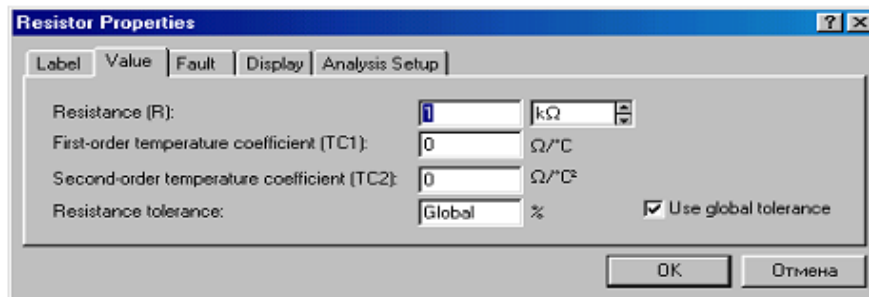 Resistor Properties
Label Value Fault Display Analysis Setup
Resistance (R): 1 kΩ
First-order temperature coefficient (TC1): 0 Ω/°C
Second-order temperature coefficient (TC2): 0 Ω/°C²
Resistance tolerance: Global % Use global tolerance
OK Отмена